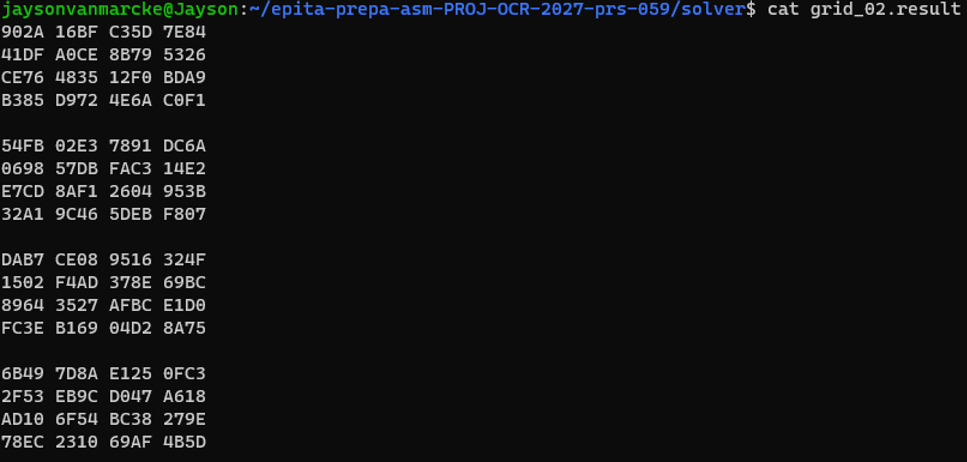 jaysonvanmarcke@Jayson:~/epita-prepa-asm-PROJ-OCR-2027-prs-059/solver$ cat grid_02.result
902A 16BF C35D 7E84
41DF A0CE 8B79 5326
CE76 4835 12F0 BDA9
B385 D972 4E6A C0F1

54FB 02E3 7891 DC6A
0698 57DB FAC3 14E2
E7CD 8AF1 2604 953B
32A1 9C46 5DEB F807

DAB7 CE08 9516 324F
1502 F4AD 378E 69BC
8964 3527 AFBC E1D0
FC3E B169 04D2 8A75

6B49 7D8A E125 0FC3
2F53 EB9C D047 A618
AD10 6F54 BC38 279E
78EC 2310 69AF 4B5D